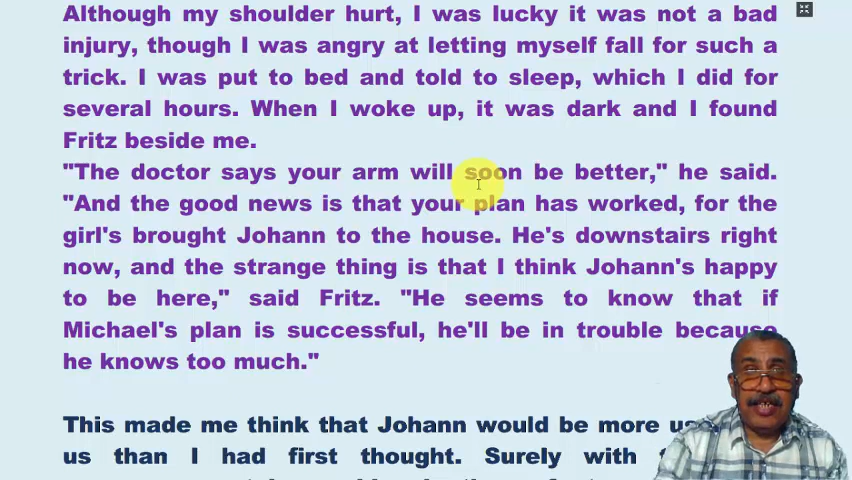 Although my shoulder hurt, I was lucky it was not a bad
injury, though I was angry at letting myself fall for such a
trick. I was put to bed and told to sleep, which I did for
several hours. When I woke up, it was dark and I found
Fritz beside me.
"The doctor says your arm will soon be better," he said.
"And the good news is that your plan has worked, for the
girl's brought Johann to the house. He's downstairs right
now, and the strange thing is that I think Johann's happy
to be here," said Fritz. "He seems to know that if
Michael's plan is successful, he'll be in trouble because
he knows too much."
This made me think that Johann would be more
us than I had first thought. Surely with